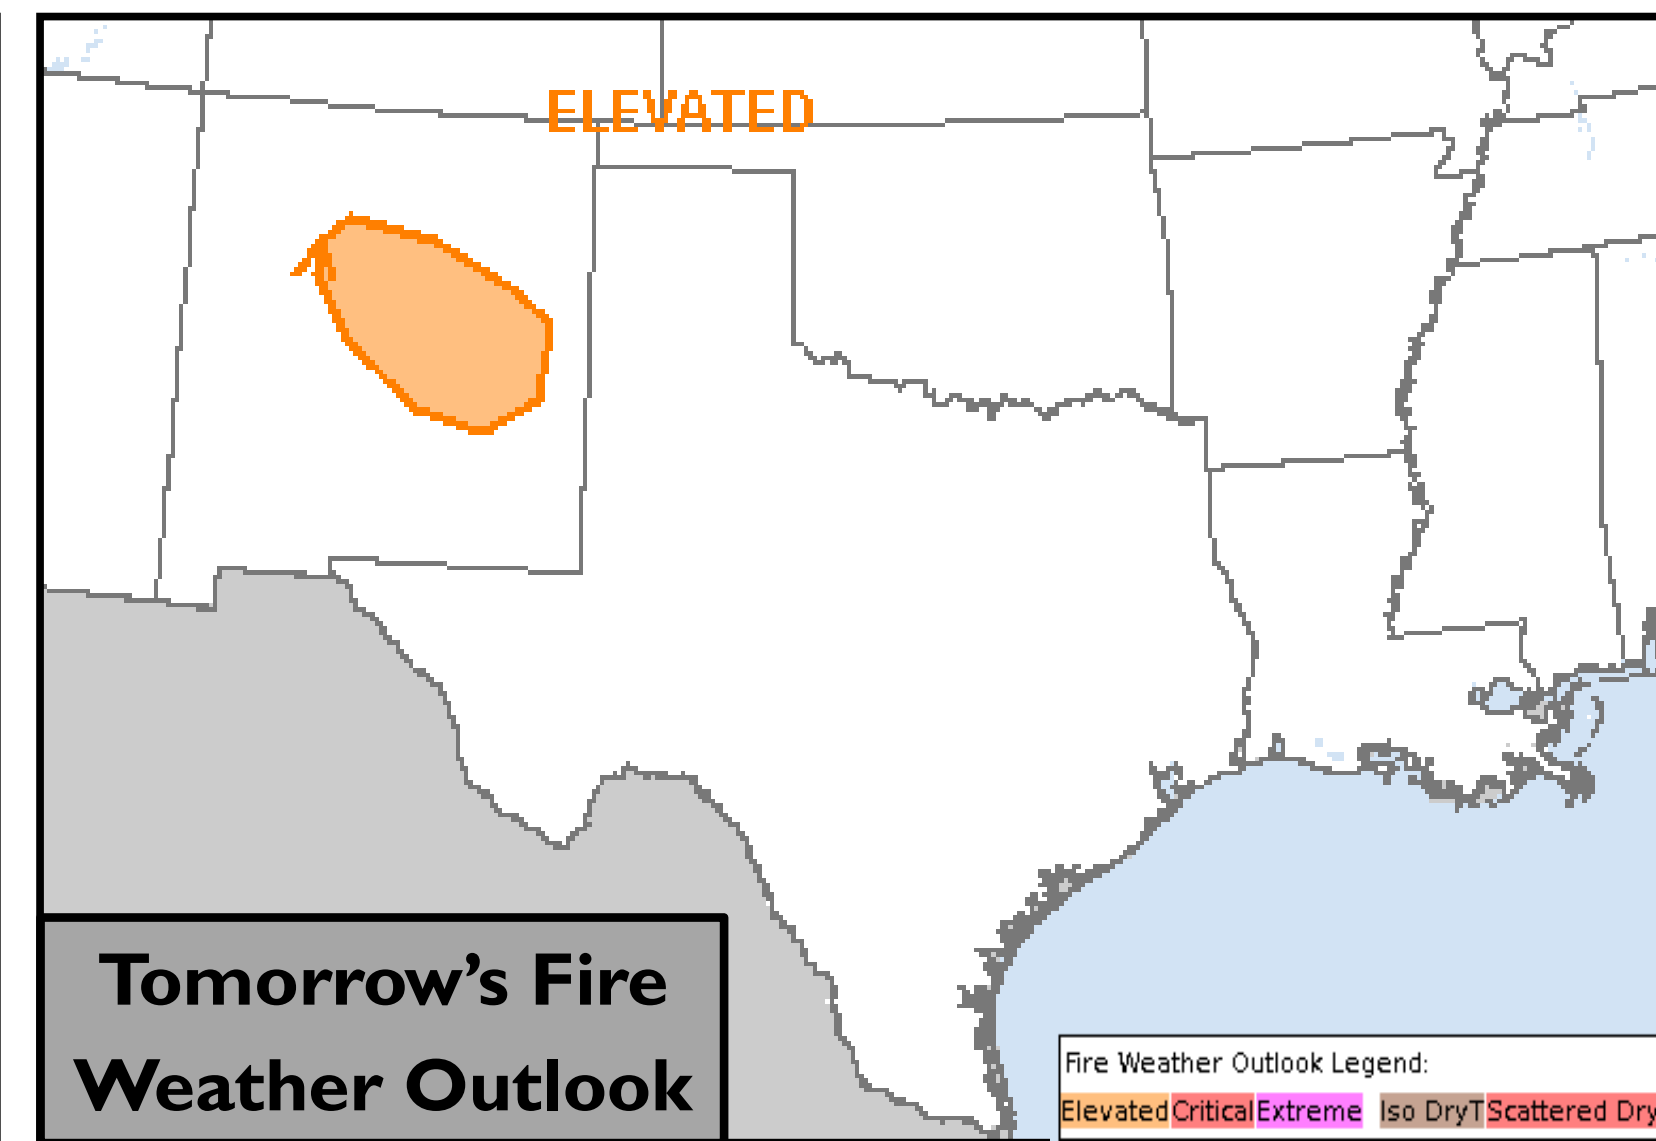 ELEVATED
Tomorrow’s Fire
Weather Outlook
Fire Weather Outlook Legend:
Elevated Critical Extreme Iso DryT Scattered Dry